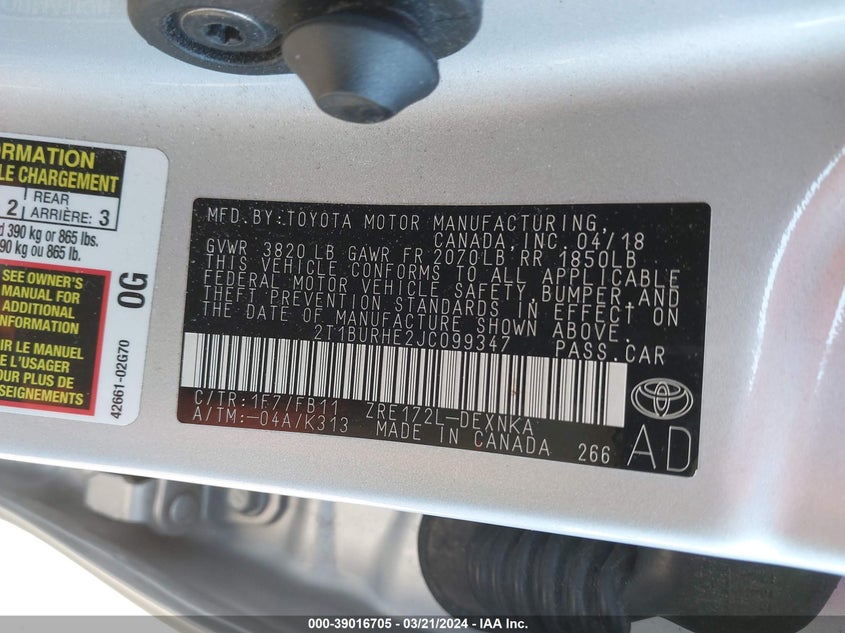 ORMATION
LE CHARGEMENT
2 REAR ARRIÈRE: 3
390 kg or 865 lbs.
90 kg ou 865 lb.
SEE OWNER'S
MANUAL FOR
ADDITIONAL
INFORMATION
IR LE MANUEL
E L'USAGER
OUR PLUS DE
0G
42661-02G70
MFD.BY:TOYOTA MOTOR MANUFACTURING,
CANADA,INC. 04/18
GVWR 3820LB GAWR FR 2070LB,RR 1850LB
THIS VEHICLE CONFORMS TO ALL APPLICABLE
FEDERAL MOTOR VEHICLE SAFETY,BUMPER,AND
THEFT PREVENTION STANDARDS IN EFFECT ON
THE DATE OF MANUFACTURE SHOWN ABOVE.
2T1BURHE2JC099347 PASS.CAR
C/TR:1F7/FB11 ZRE172L-DEXNKA
A/TM:-04A/K313 MADE IN CANADA 266
AD
000-39016705 - 03/21/2024 - IAA Inc.